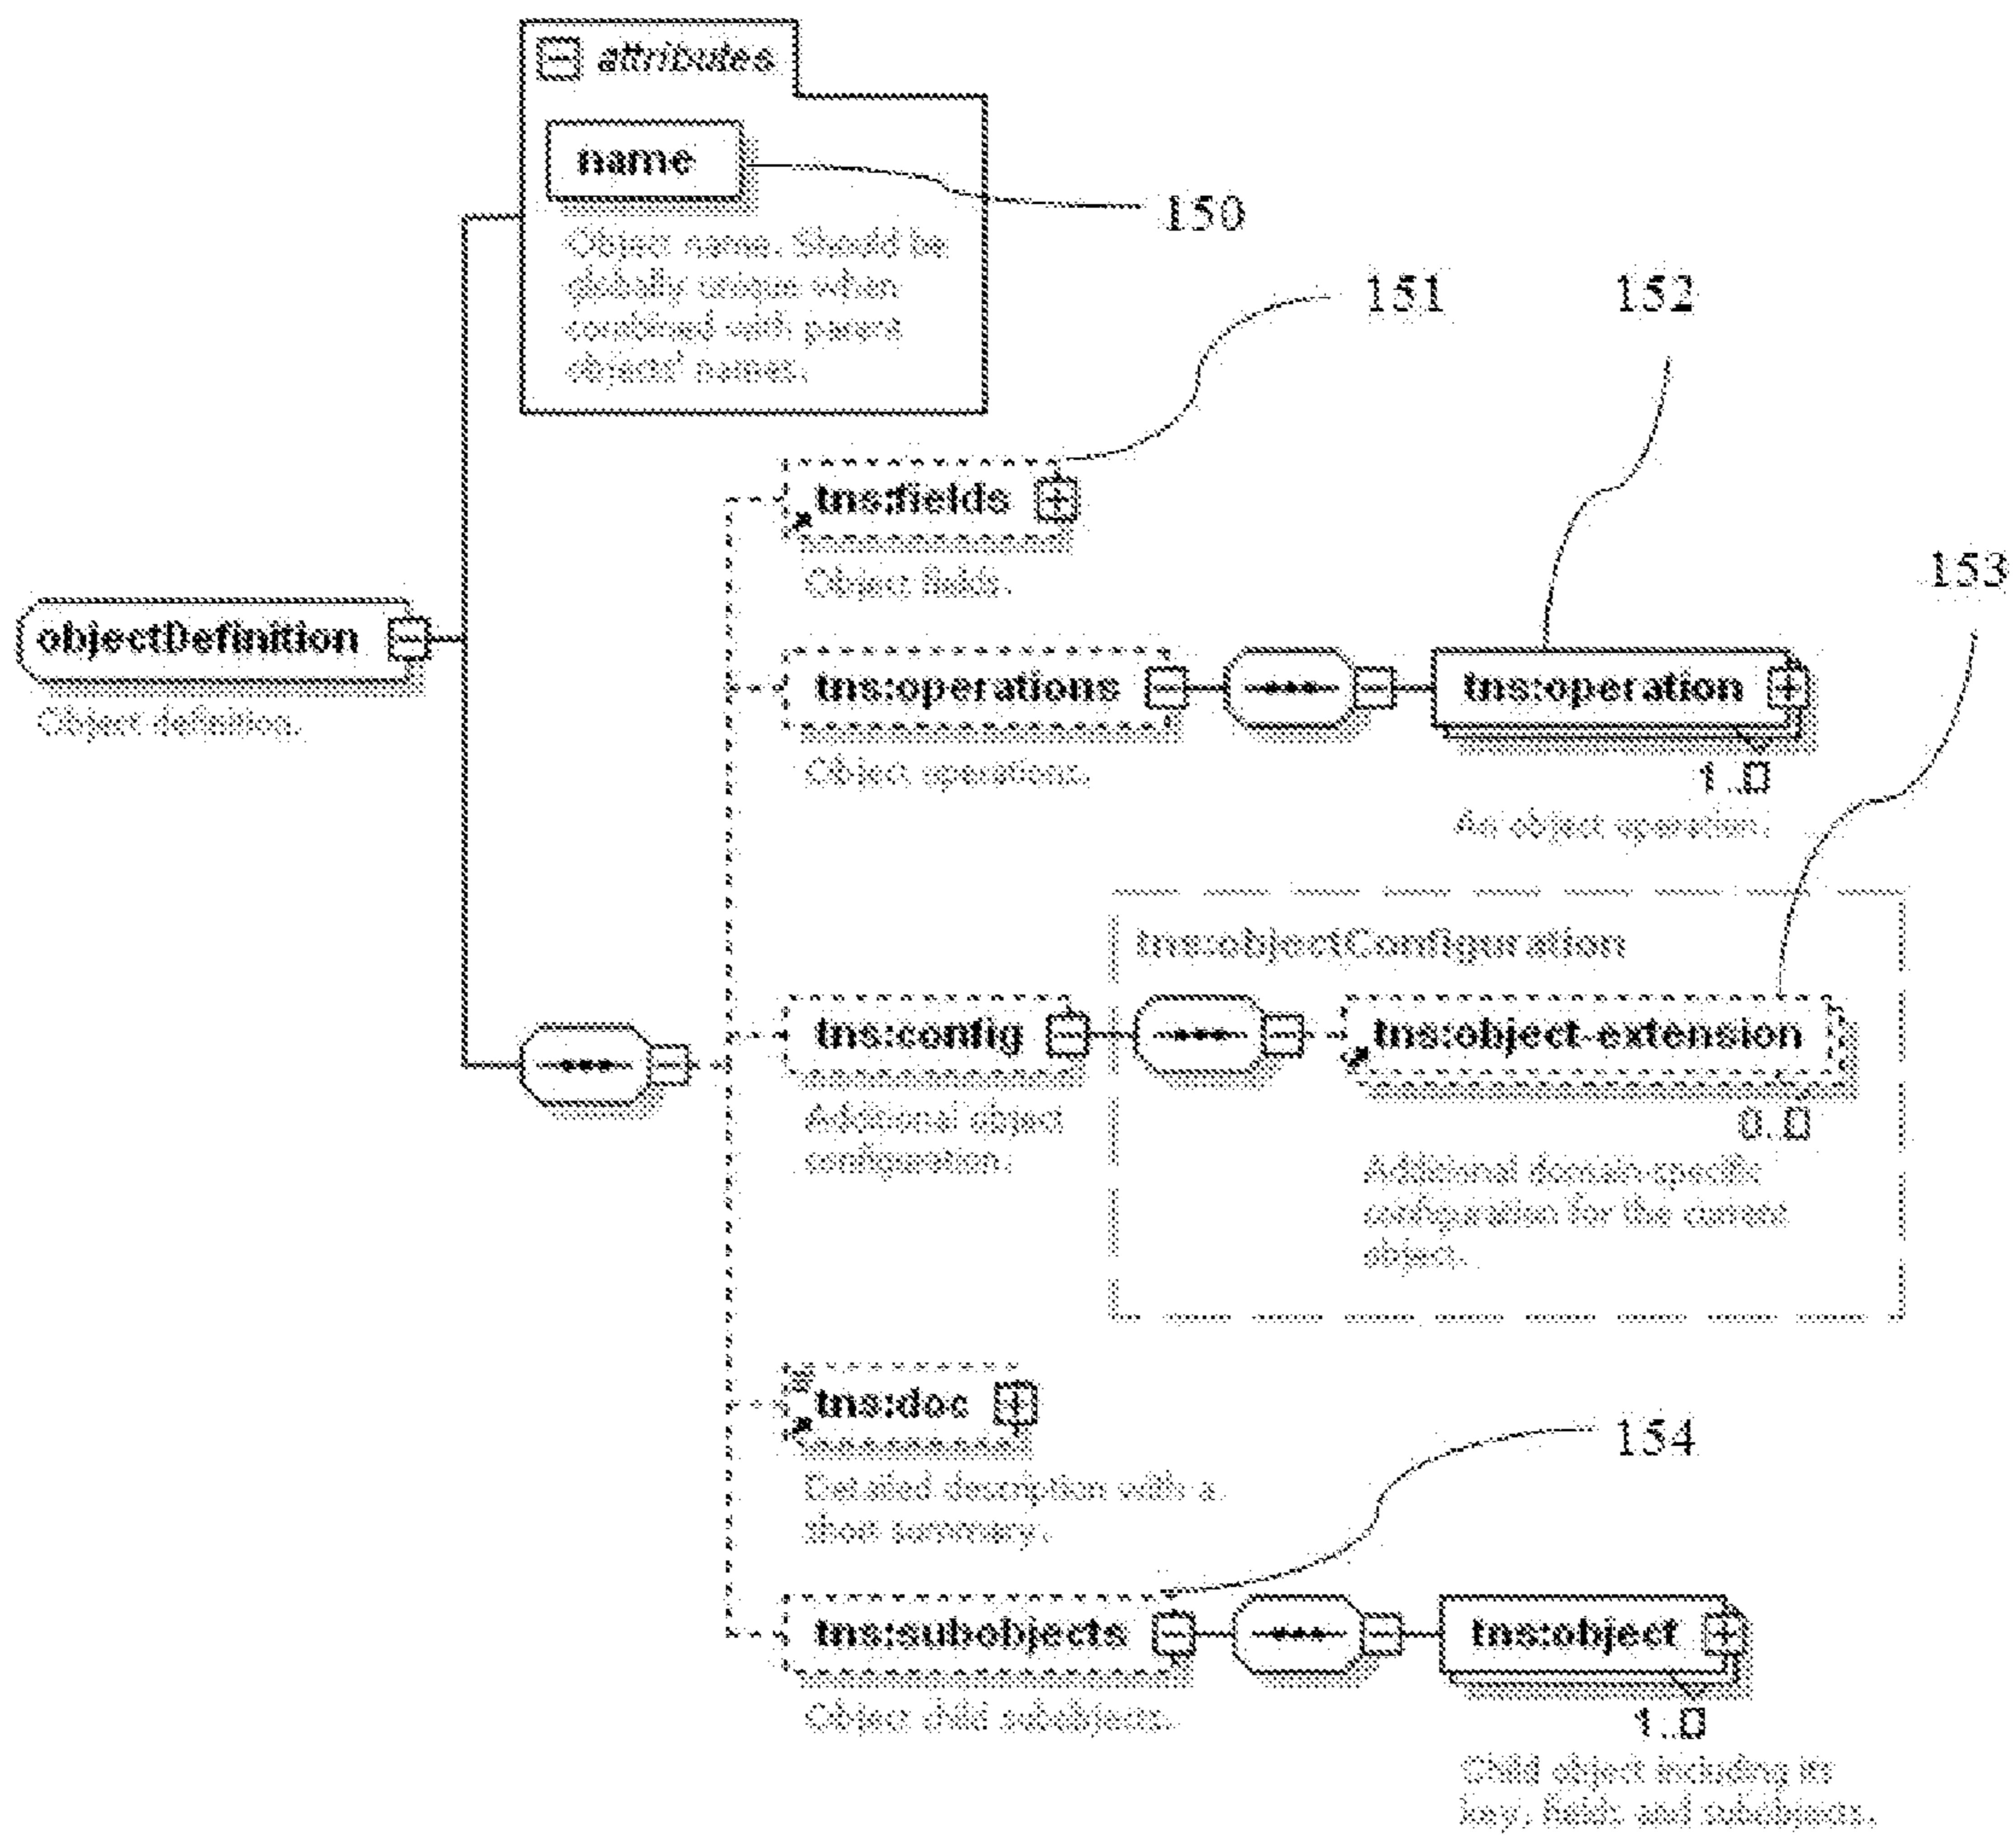 attributes
name
150
Object name. Should be
globally unique when
combined with parent
objects' names.
151
152
tns:fields
Object fields.
153
objectDefinition
Object definition.
tns:operations
tns:operation
Object operations.
1..□
An object operation.
tns:objectConfiguration
tns:config
tns:object-extension
Additional object
configuration.
0..□
Additional domain-specific
configuration for the current
object.
tns:doc
154
Detailed description with a
short summary.
tns:subobjects
tns:object
Object child subobjects.
1..□
Child object including its
key, fields and subobjects.